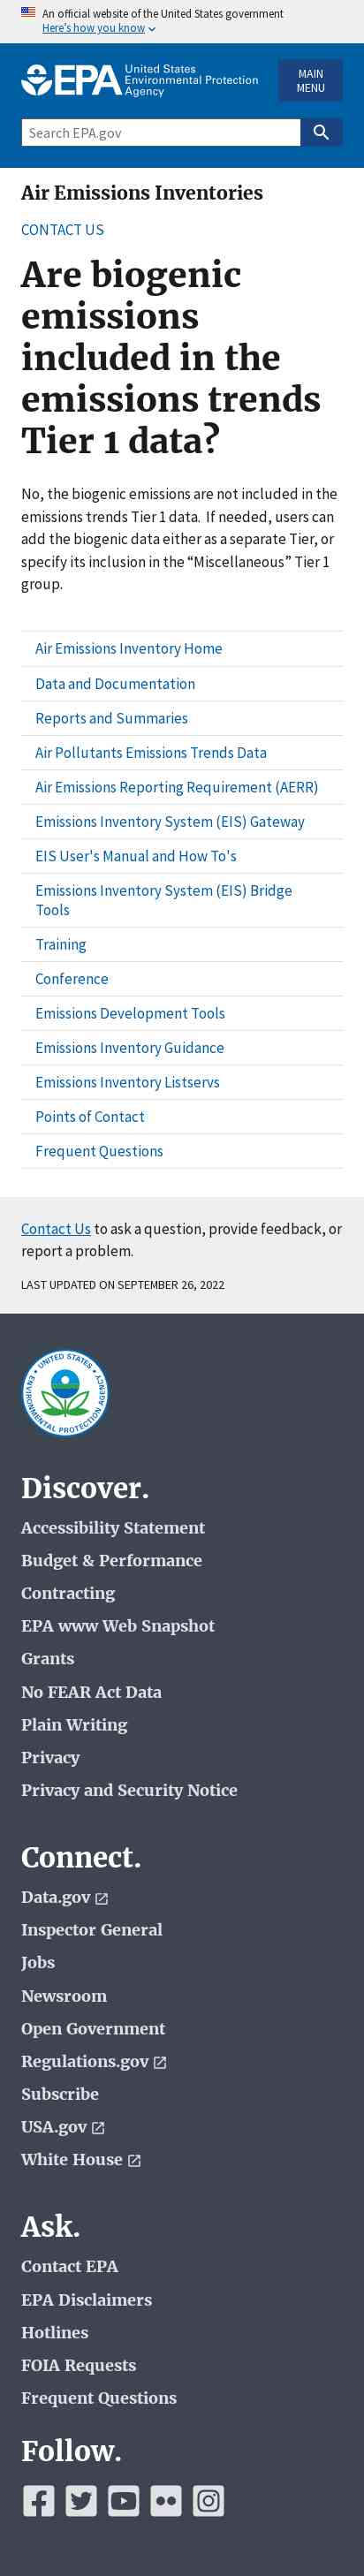 An official website of the United States government
Here's how you know
EPA United States
Environmental Protection
Agency
MAIN
MENU
Search EPA.gov
Air Emissions Inventories
CONTACT US
Are biogenic
emissions
included in the
emissions trends
Tier 1 data?
No, the biogenic emissions are not included in the
emissions trends Tier 1 data. If needed, users can
add the biogenic data either as a separate Tier, or
specify its inclusion in the “Miscellaneous” Tier 1
group.
Air Emissions Inventory Home
Data and Documentation
Reports and Summaries
Air Pollutants Emissions Trends Data
Air Emissions Reporting Requirement (AERR)
Emissions Inventory System (EIS) Gateway
EIS User's Manual and How To's
Emissions Inventory System (EIS) Bridge
Tools
Training
Conference
Emissions Development Tools
Emissions Inventory Guidance
Emissions Inventory Listservs
Points of Contact
Frequent Questions
Contact Us to ask a question, provide feedback, or
report a problem.
LAST UPDATED ON SEPTEMBER 26, 2022
UNITED STATES
ENVIRONMENTAL PROTECTION AGENCY
Discover.
Accessibility Statement
Budget & Performance
Contracting
EPA www Web Snapshot
Grants
No FEAR Act Data
Plain Writing
Privacy
Privacy and Security Notice
Connect.
Data.gov
Inspector General
Jobs
Newsroom
Open Government
Regulations.gov
Subscribe
USA.gov
White House
Ask.
Contact EPA
EPA Disclaimers
Hotlines
FOIA Requests
Frequent Questions
Follow.